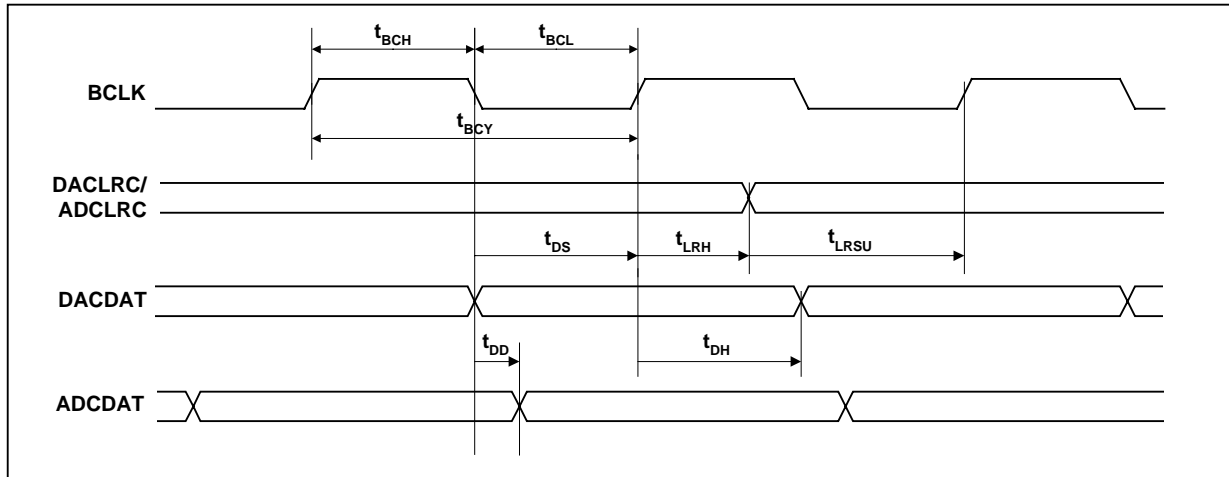 tBCH
tBCL
BCLK
tBCY
DACLRC/
ADCLRC
tDS
tLRH
tLRSU
DACDAT
tDD
tDH
ADCDAT